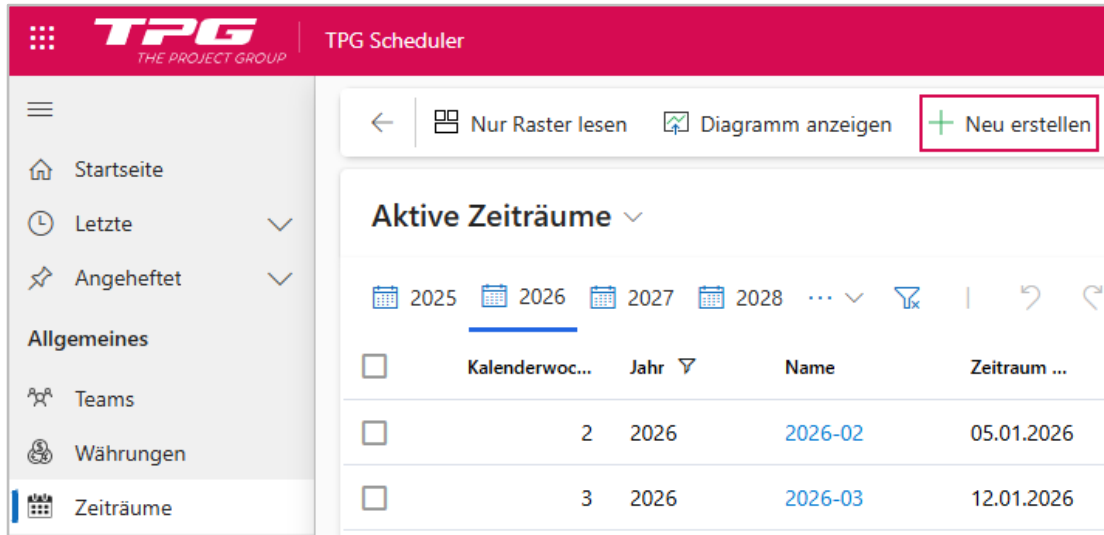 TPG
THE PROJECT GROUP
TPG Scheduler
Nur Raster lesen Diagramm anzeigen Neu erstellen
Startseite
Letzte
Angeheftet
Allgemeines
Teams
Währungen
Zeiträume
Aktive Zeiträume
2025 2026 2027 2028 ...
Kalenderwoc... Jahr Name Zeitraum ...
2 2026 2026-02 05.01.2026
3 2026 2026-03 12.01.2026